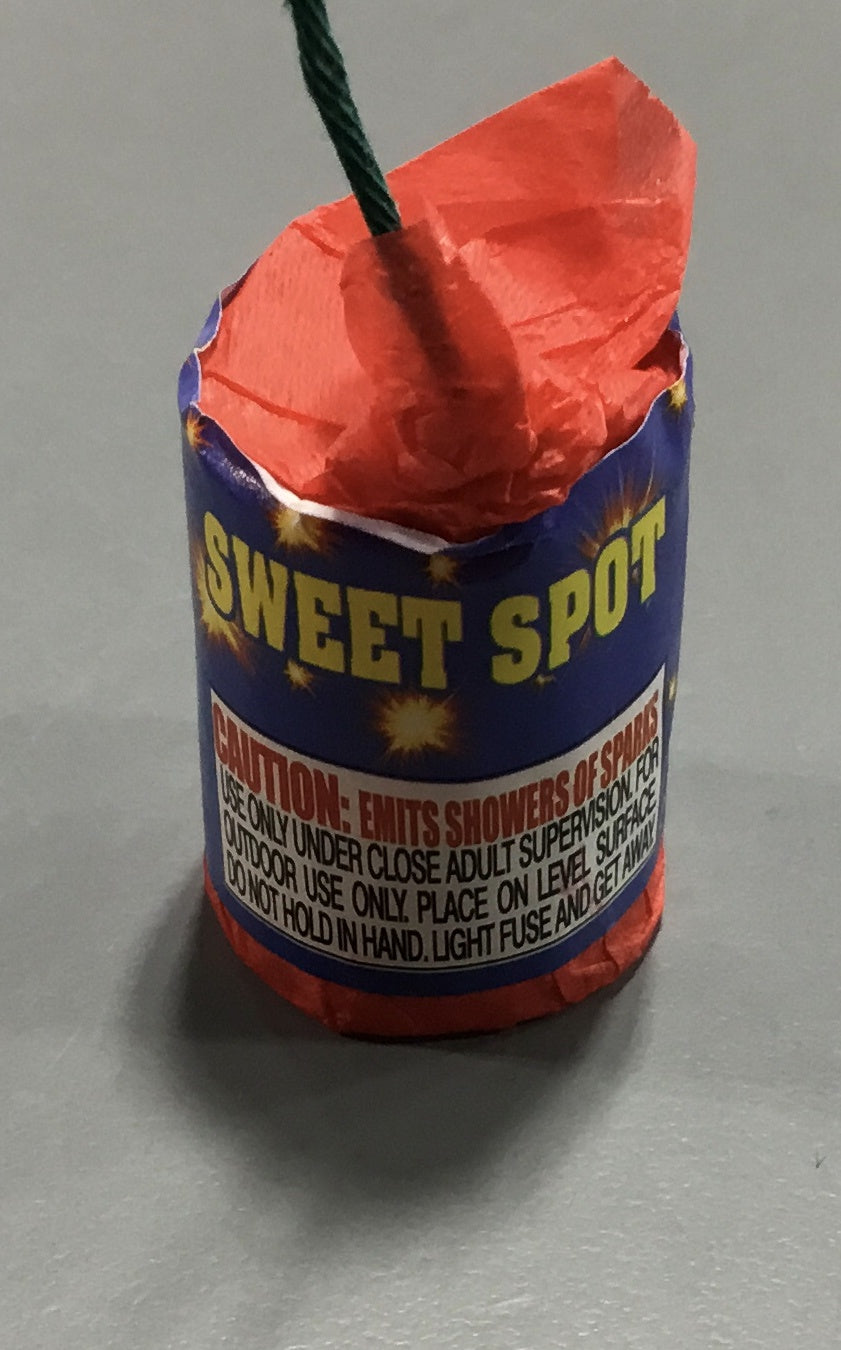 SWEET SPOT
CAUTION: EMITS SHOWERS OF SPARKS
USE ONLY UNDER CLOSE ADULT SUPERVISION. FOR
OUTDOOR USE ONLY. PLACE ON LEVEL SURFACE
DO NOT HOLD IN HAND. LIGHT FUSE AND GET AWAY.